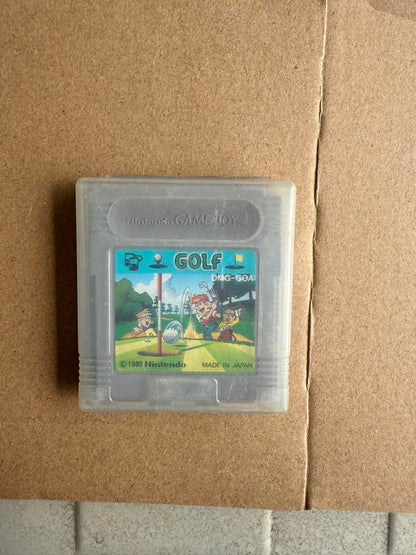 Nintendo GAME BOY
GOLF
DMG-GOA
© 1989 Nintendo MADE IN JAPAN